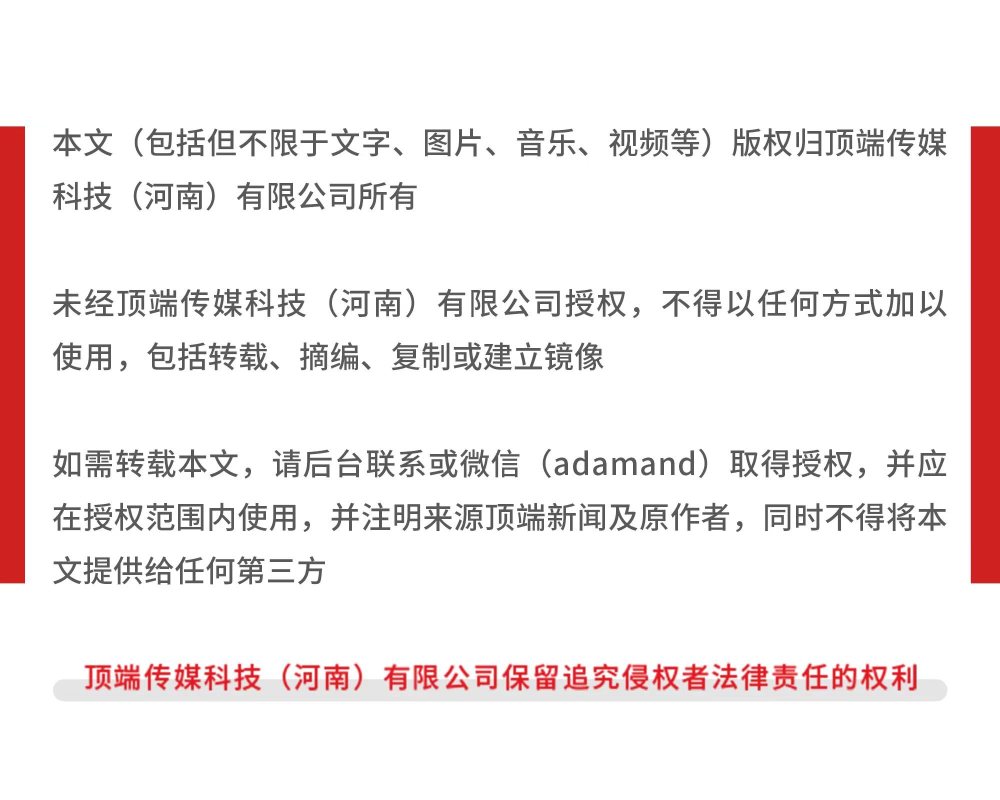 本文（包括但不限于文字、图片、音乐、视频等）版权归顶端传媒
科技（河南）有限公司所有
未经顶端传媒科技（河南）有限公司授权，不得以任何方式加以
使用，包括转载、摘编、复制或建立镜像
如需转载本文，请后台联系或微信（adamand）取得授权，并应
在授权范围内使用，并注明来源顶端新闻及原作者，同时不得将本
文提供给任何第三方
顶端传媒科技（河南）有限公司保留追究侵权者法律责任的权利